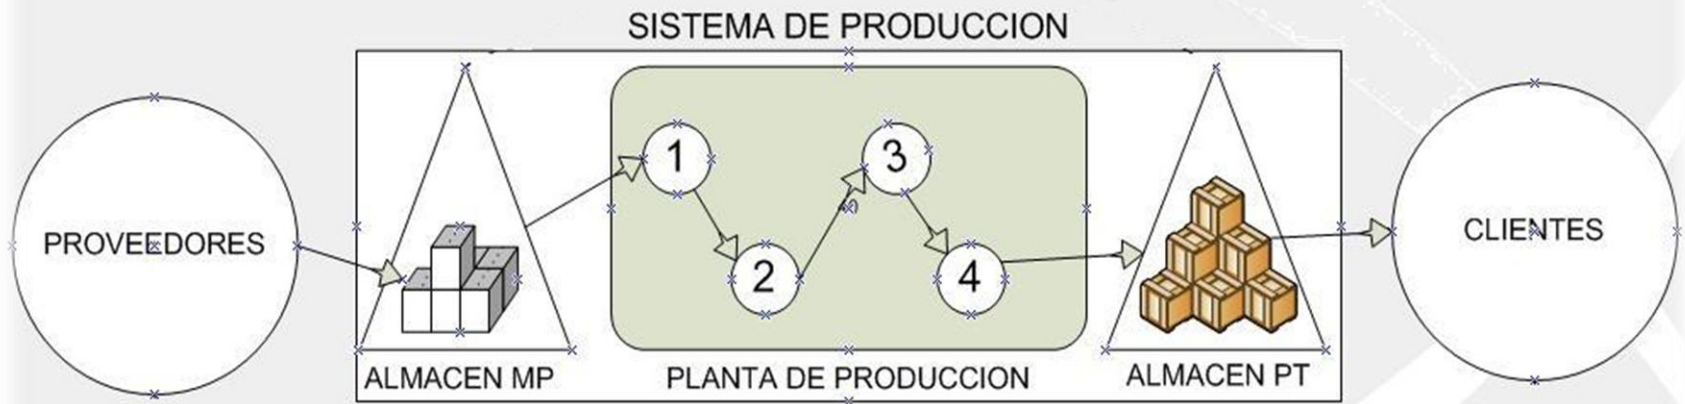 SISTEMA DE PRODUCCION
PROVEEDORES
1
2
3
4
CLIENTES
ALMACEN MP
PLANTA DE PRODUCCION
ALMACEN PT